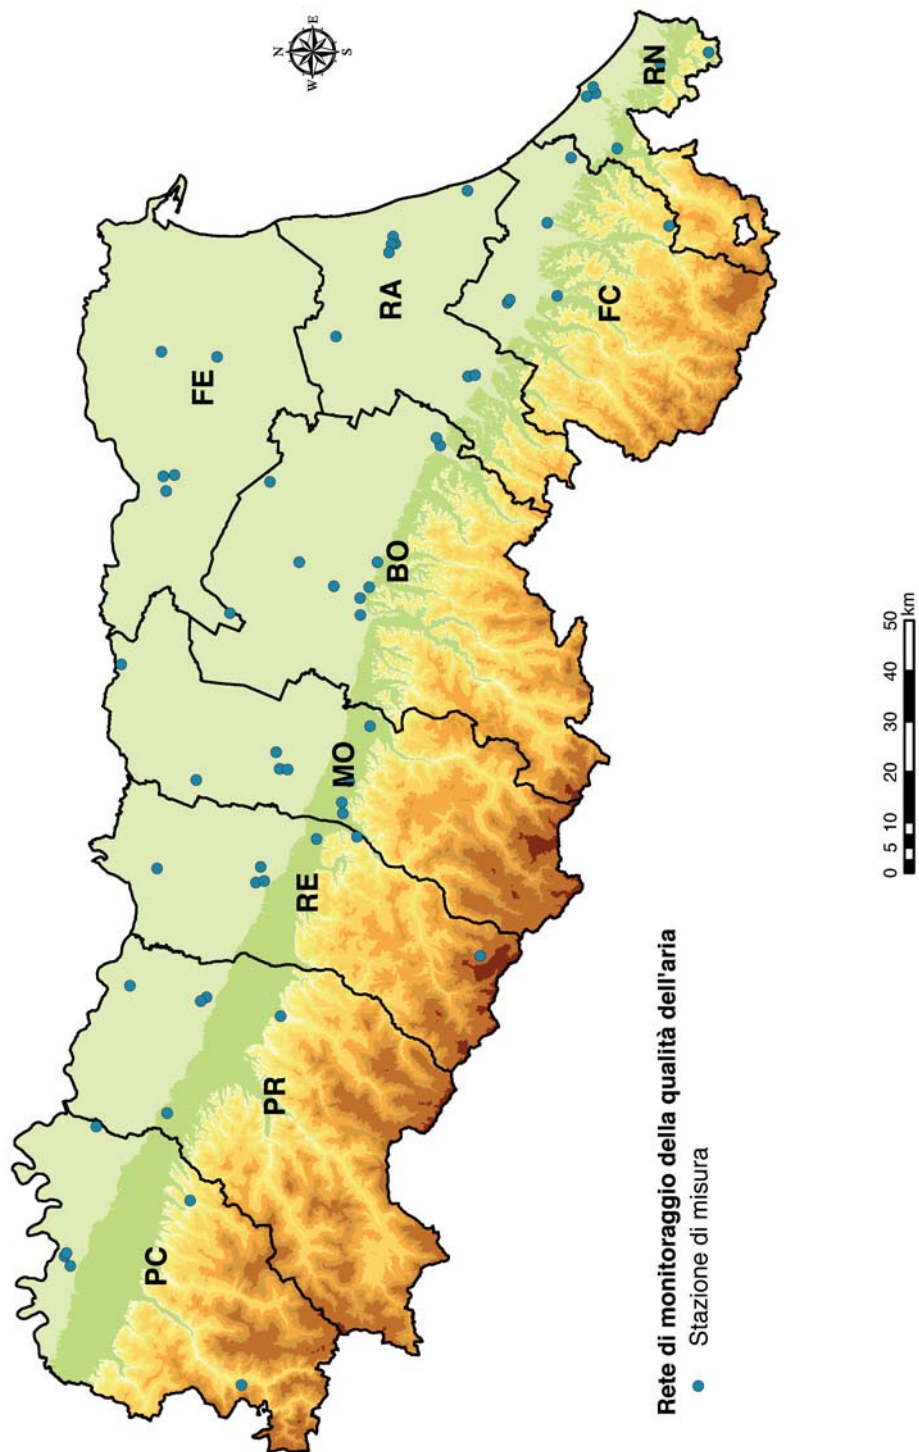 N
W E
S
PC
PR
RE
MO
BO
FE
RA
FC
RN
Rete di monitoraggio della qualità dell'aria
Stazione di misura
0 5 10 20 30 40 50
km